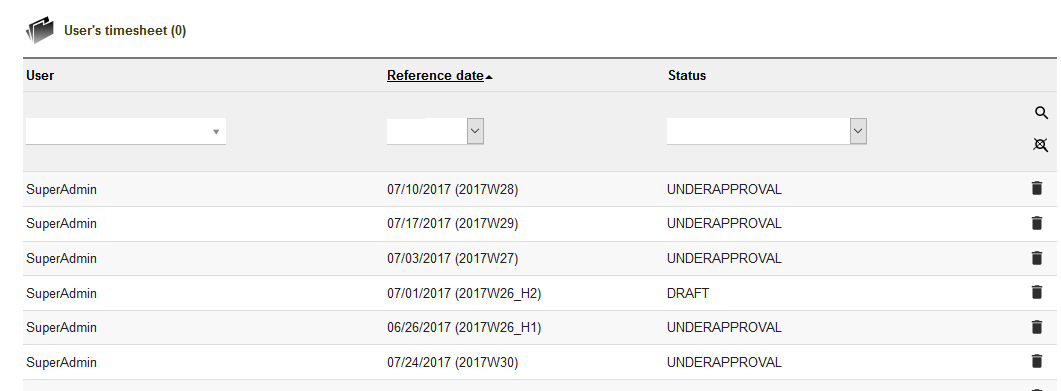 User's timesheet (0)
User Reference date Status
SuperAdmin 07/10/2017 (2017W28) UNDERAPPROVAL
SuperAdmin 07/17/2017 (2017W29) UNDERAPPROVAL
SuperAdmin 07/03/2017 (2017W27) UNDERAPPROVAL
SuperAdmin 07/01/2017 (2017W26_H2) DRAFT
SuperAdmin 06/26/2017 (2017W26_H1) UNDERAPPROVAL
SuperAdmin 07/24/2017 (2017W30) UNDERAPPROVAL